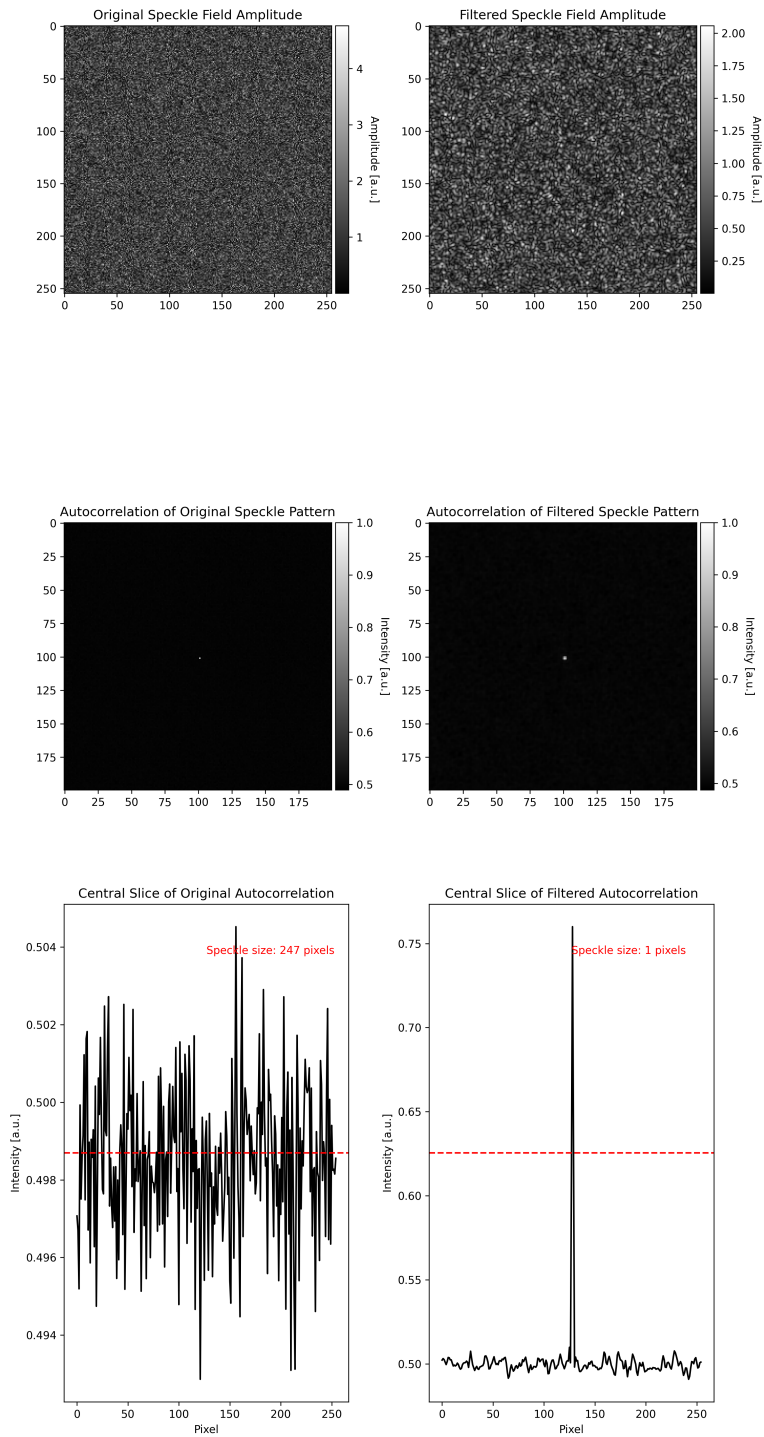 Original Speckle Field Amplitude
0
50
100
150
200
250
0 50 100 150 200 250
4
3
2
1
Amplitude [a.u.]
Filtered Speckle Field Amplitude
0
50
100
150
200
250
0 50 100 150 200 250
2.00
1.75
1.50
1.25
1.00
0.75
0.50
0.25
Amplitude [a.u.]
Autocorrelation of Original Speckle Pattern
0
25
50
75
100
125
150
175
0 25 50 75 100 125 150 175
1.0
0.9
0.8
0.7
0.6
0.5
Intensity [a.u.]
Autocorrelation of Filtered Speckle Pattern
0
25
50
75
100
125
150
175
0 25 50 75 100 125 150 175
1.0
0.9
0.8
0.7
0.6
0.5
Intensity [a.u.]
Central Slice of Original Autocorrelation
Speckle size: 247 pixels
0.504
0.502
0.500
0.498
0.496
0.494
Intensity [a.u.]
0 50 100 150 200 250
Pixel
Central Slice of Filtered Autocorrelation
Speckle size: 1 pixels
0.75
0.70
0.65
0.60
0.55
0.50
Intensity [a.u.]
0 50 100 150 200 250
Pixel